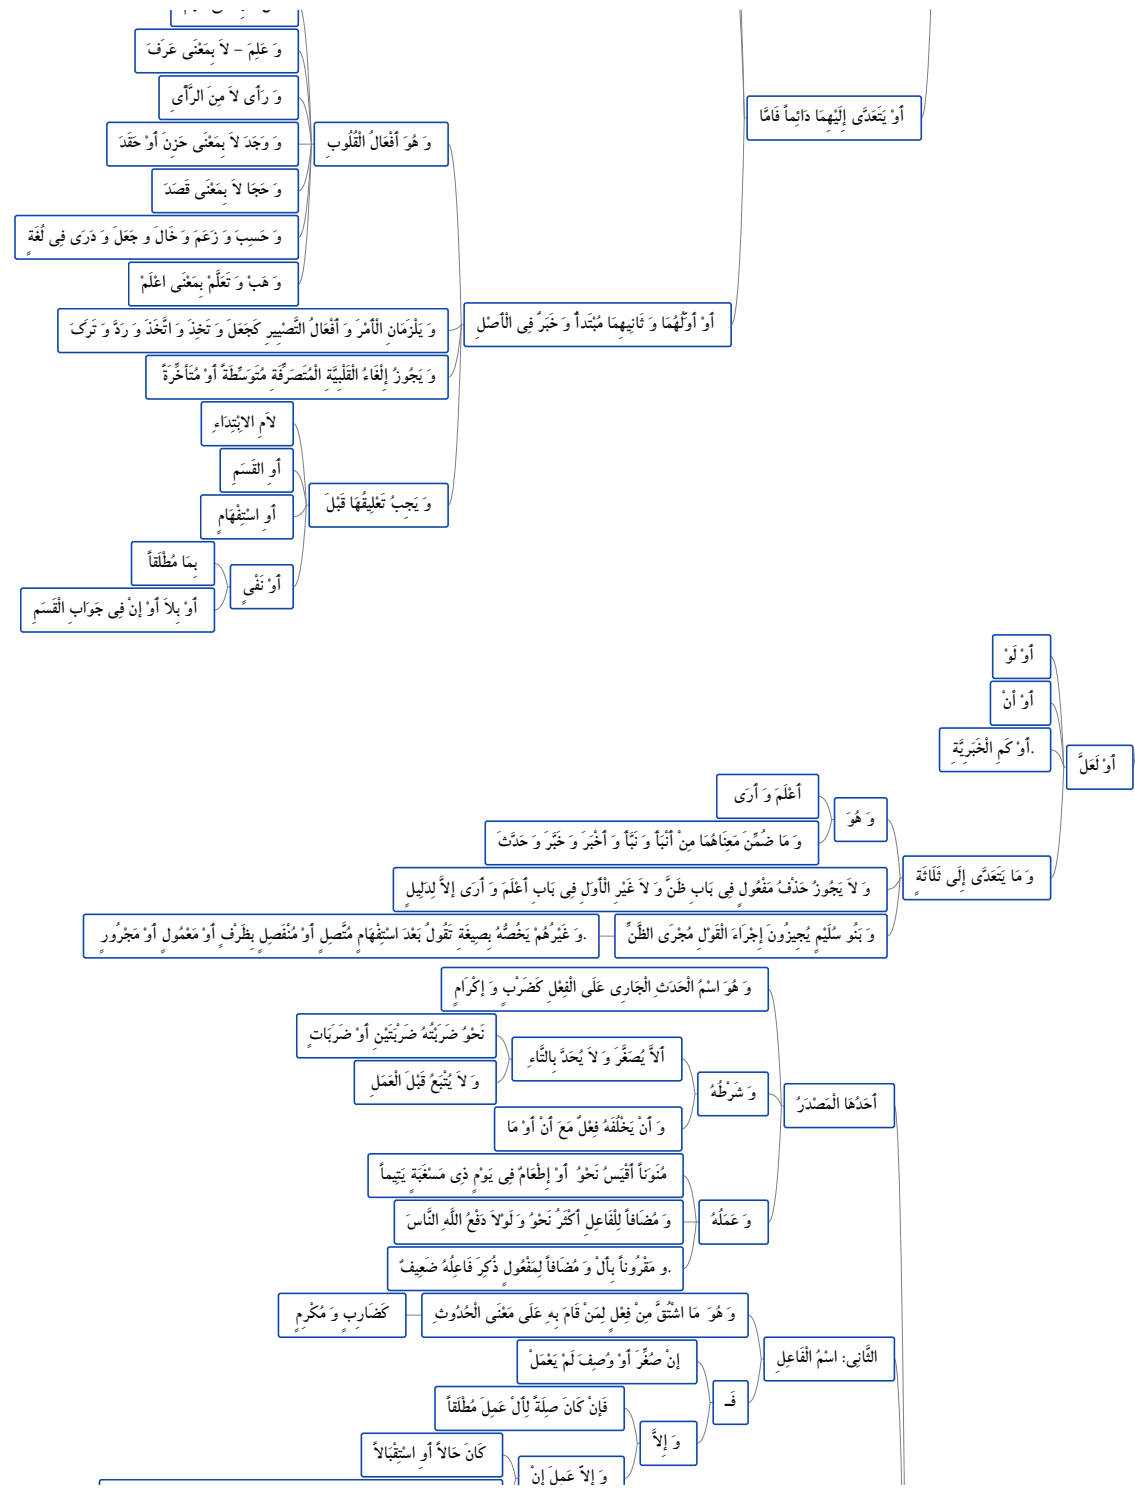 أَوْ يَتَعَدَّى إِلَيْهِمَا دَائِماً فَامَّا
وَ عَلِمَ – لاَ بِمَعْنَى عَرَفَ
وَ رَأى لاَ مِنَ الرَّأىِ
وَ هُوَ أَفْعَالُ الْقُلُوبِ
وَ وَجَدَ لاَ بِمَعْنَى حَزِنَ أَوْ حَقَدَ
وَ حَجَا لاَ بِمَعْنَى قَصَدَ
وَ حَسِبَ وَ زَعَمَ وَ خَالَ و جَعَلَ وَ دَرَى فِى لُغَةٍ
وَ هَبْ وَ تَعَلَّمْ بِمَعْنَى اعْلَمْ
أَوْ أَوَلُهُمَا وَ ثَانِيهِمَا مُبْتَدأٌ وَ خَبَرٌ فِى الْأَصْلِ
وَ يَلْزَمَانِ الْأَمْرَ وَ أَفْعَالُ التَّصْيِيرِ كَجَعَلَ وَ تَخِذَ وَ اتَّخَذَ وَ رَدَّ وَ تَرَكَ
وَ يَجُوزُ إِلْغَاءُ الْقَلْبِيَّةِ الْمُتَصَرِّفَةِ مُتَوَسِّطَةً أَوْ مُتَأَخِّرَةً
وَ يَجِبُ تَعْلِيقُهَا قَبْلَ
لاَمِ الاِبْتِدَاءِ
أَوِ القَسَمِ
أَوِ اسْتِفْهَامٍ
أَوْ نَفْىٍ
بِمَا مُطْلَقاً
أَوْ بِلاَ أَوْ إِنْ فِى جَوَابِ الْقَسَمِ
أَوْ لَعَلَّ
أَوْ لَوْ
أَوْ أَنْ
أَوْ كَمِ الْخَبَرِيَّةِ.
وَ مَا يَتَعَدَّى إِلَى ثَلَاثَةٍ
وَ هُوَ
أَعْلَمَ وَ أَرَى
وَ مَا ضُمِّنَ مَعِنَاهُمَا مِنْ أَنْبَأَ وَ نَبَّأَ وَ أَخْبَرَ وَ خَبَّرَ وَ حَدَّثَ
وَ لاَ يَجُوزُ حَذْفُ مَفْعُولٍ فِى بَابِ ظَنَّ وَ لاَ غَيْرِ الْأَوَلِ فِى بَابِ أَعْلَمَ وَ أَرَى إِلاَّ لِدَلِيلٍ
وَ بَنُو سُلَيْمٍ يُجِيزُونَ إِجْرَاءَ الْقَوْلِ مُجْرَى الظَّنِّ
وَ غَيْرُهُمْ يَخُصُّهُ بِصِيغَةِ تَقُولُ بَعْدَ اسْتِفْهَامٍ مُتَّصِلٍ أَوْ مُنْفَصِلٍ بِظَرْفٍ أَوْ مَعْمُولٍ أَوْ مَجْرُورٍ.
أَحَدُهَا الْمَصْدَرُ
وَ هُوَ اسْمُ الْحَدَثِ الْجَارِى عَلَى الْفِعْلِ كَضَرْبٍ وَ إِكْرَامٍ
وَ شَرْطُهُ
أَلاَّ يُصَغَّرَ وَ لاَ يُحَدَّ بِالتَّاءِ
نَحْوُ ضَرَبْتُهُ ضَرْبَتَيْنِ أَوْ ضَرَبَاتٍ
وَ لاَ يُتْبَعُ قَبْلَ الْعَمَلِ
وَ أَنْ يَخْلُفَهُ فِعْلٌ مَعَ أَنْ أَوْ مَا
وَ عَمَلُهُ
مُنَوَناً أَقْيَسُ نَحْوُ أَوْ إِطْعَامٌ فِى يَوْمٍ ذِى مَسْغَبَةٍ يَتِيماً
وَ مُضَافاً لِلْفَاعِلِ أَكْثَرُ نَحْوُ وَ لَوْلاَ دَفْعُ اللَّهِ النَّاسَ
و مَقْرُوناً بِأَلْ وَ مُضَافاً لِمَفْعُولٍ ذُكِرَ فَاعِلُهُ ضَعِيفٌ.
الثَّانِى: اسْمُ الْفَاعِلِ
وَ هُوَ مَا اشْتُقَّ مِنْ فِعْلٍ لِمَنْ قَامَ بِهِ عَلَى مَعْنَى الْحُدُوثِ
كَضَارِبٍ وَ مُكْرِمٍ
فَـ
إِنْ صُغِّرَ أَوْ وُصِفَ لَمْ يَعْمَلْ
وَ إِلاَّ
فَإِنْ كَانَ صِلَةً لِأَلْ عَمِلَ مُطْلَقاً
وَ إِلاَّ عَمِلَ إِنْ
كَانَ حَالاً أَوِ اسْتِقْبَالاً